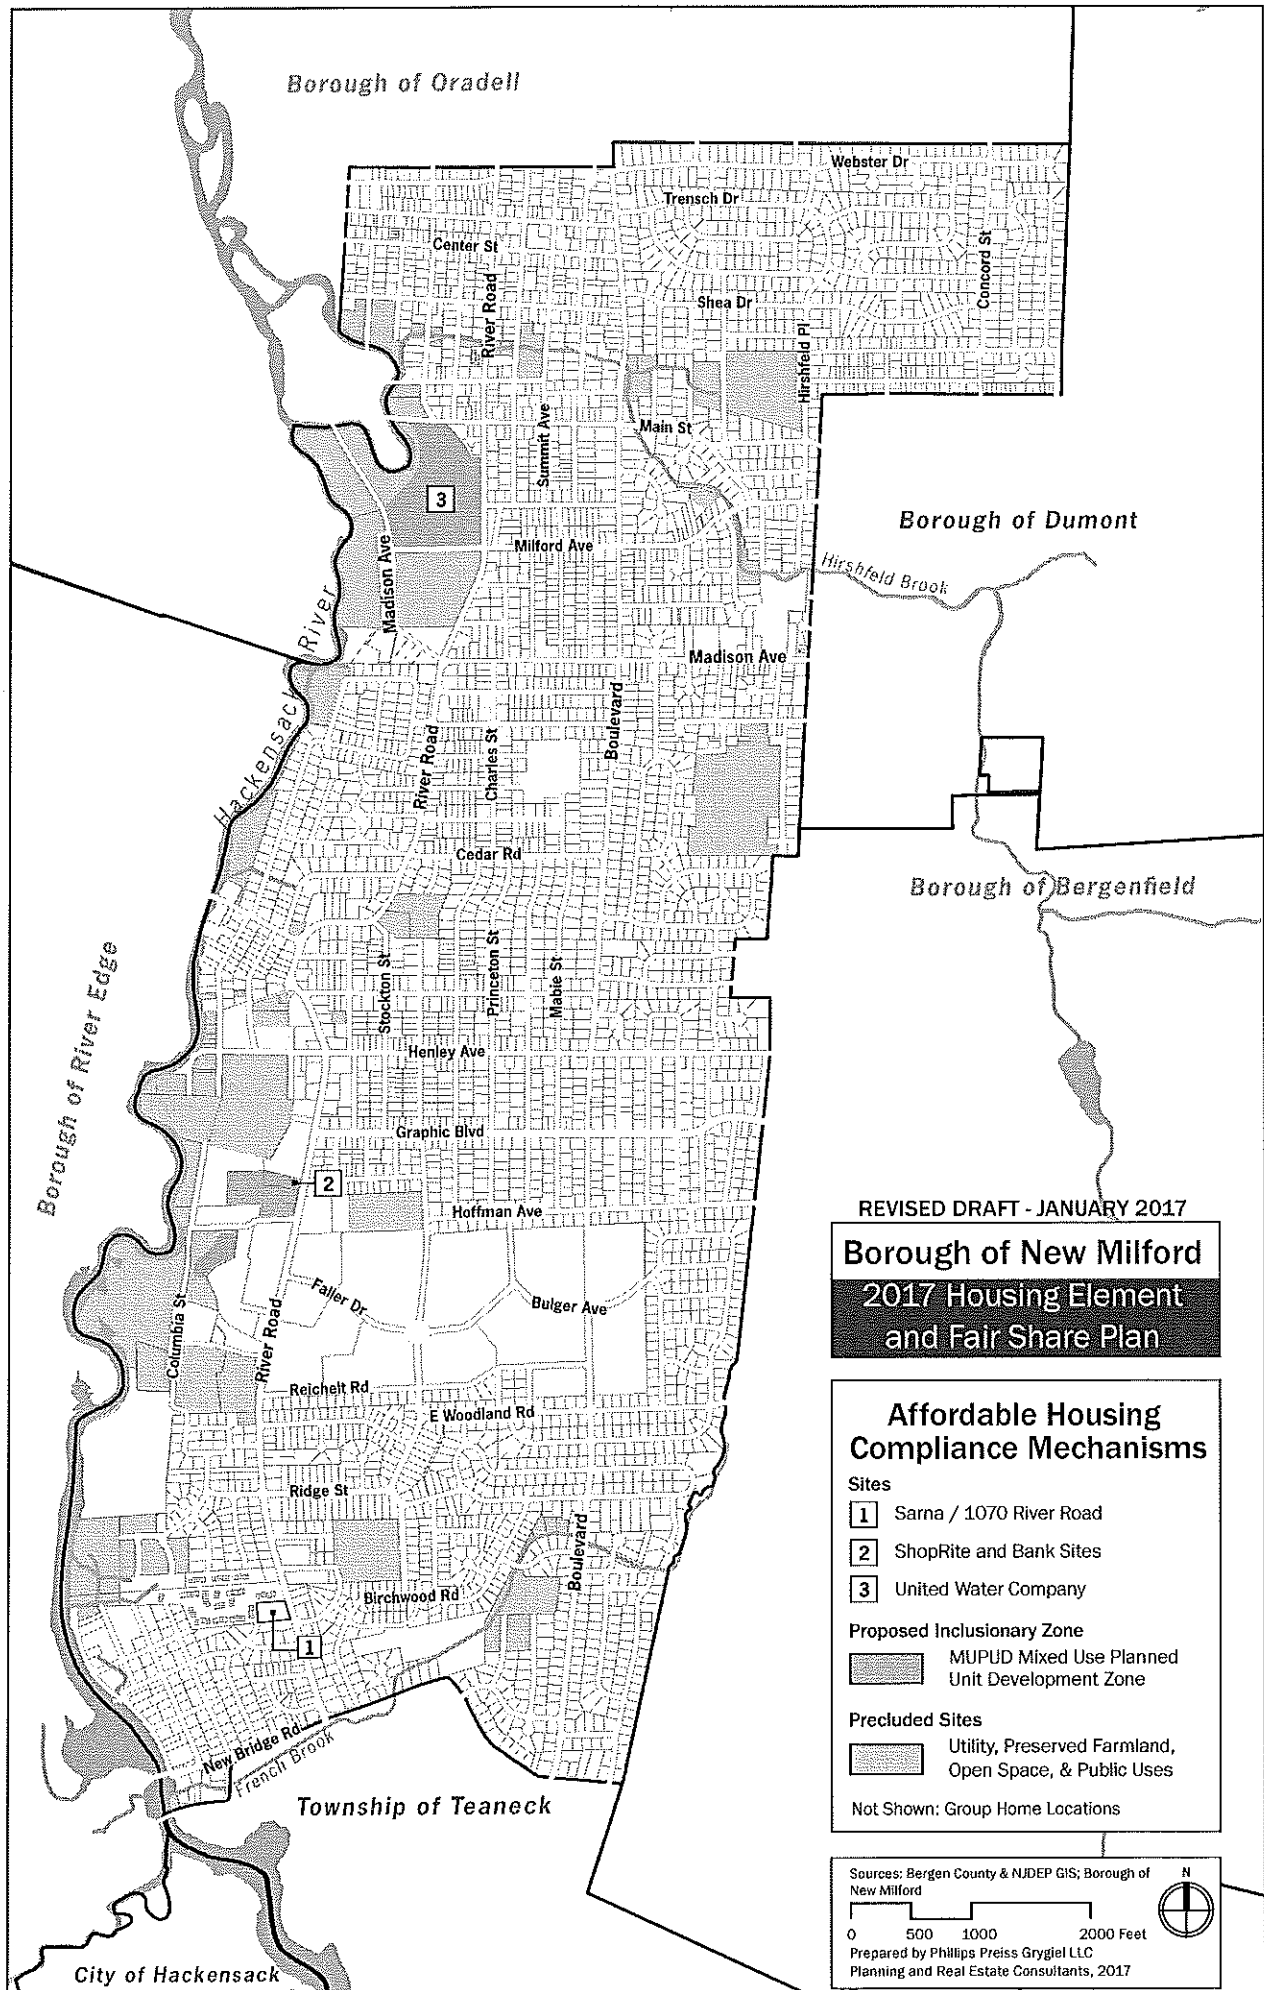 Borough of Oradell
Webster Dr
Trensch Dr
Center St
Concord St
River Road
Shea Dr
Hirshfeld Pl
Summit Ave
Main St
3
Borough of Dumont
Milford Ave
Madison Ave
Hirshfeld Brook
Hackensack River
Madison Ave
Boulevard
River Road
Charles St
Cedar Rd
Borough of Bergenfield
Borough of River Edge
Stockton St
Princeton St
Mabie St
Henley Ave
Graphic Blvd
2
Hoffman Ave
Faller Dr
Bulger Ave
Columbia St
River Road
Reichelt Rd
E Woodland Rd
Ridge St
Boulevard
Birchwood Rd
1
New Bridge Rd
French Brook
Township of Teaneck
City of Hackensack
REVISED DRAFT - JANUARY 2017
Borough of New Milford
2017 Housing Element
and Fair Share Plan
Affordable Housing
Compliance Mechanisms
Sites
1 Sarna / 1070 River Road
2 ShopRite and Bank Sites
3 United Water Company
Proposed Inclusionary Zone
MUPUD Mixed Use Planned
Unit Development Zone
Precluded Sites
Utility, Preserved Farmland,
Open Space, & Public Uses
Not Shown: Group Home Locations
Sources: Bergen County & NJDEP GIS; Borough of
New Milford
N
0 500 1000 2000 Feet
Prepared by Phillips Preiss Grygiel LLC
Planning and Real Estate Consultants, 2017